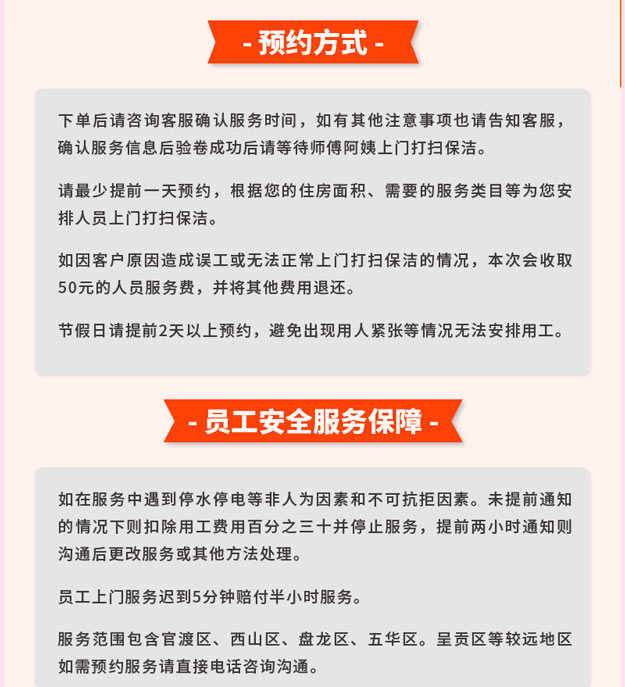 - 预约方式 -
下单后请咨询客服确认服务时间，如有其他注意事项也请告知客服，
确认服务信息后验卷成功后请等待师傅阿姨上门打扫保洁。
请最少提前一天预约，根据您的住房面积、需要的服务类目等为您安
排人员上门打扫保洁。
如因客户原因造成误工或无法正常上门打扫保洁的情况，本次会收取
50元的人员服务费，并将其他费用退还。
节假日请提前2天以上预约，避免出现用人紧张等情况无法安排用工。
- 员工安全服务保障 -
如在服务中遇到停水停电等非人为因素和不可抗拒因素。未提前通知
的情况下则扣除用工费用百分之三十并停止服务，提前两小时通知则
沟通后更改服务或其他方法处理。
员工上门服务迟到5分钟赔付半小时服务。
服务范围包含官渡区、西山区、盘龙区、五华区。呈贡区等较远地区
如需预约服务请直接电话咨询沟通。